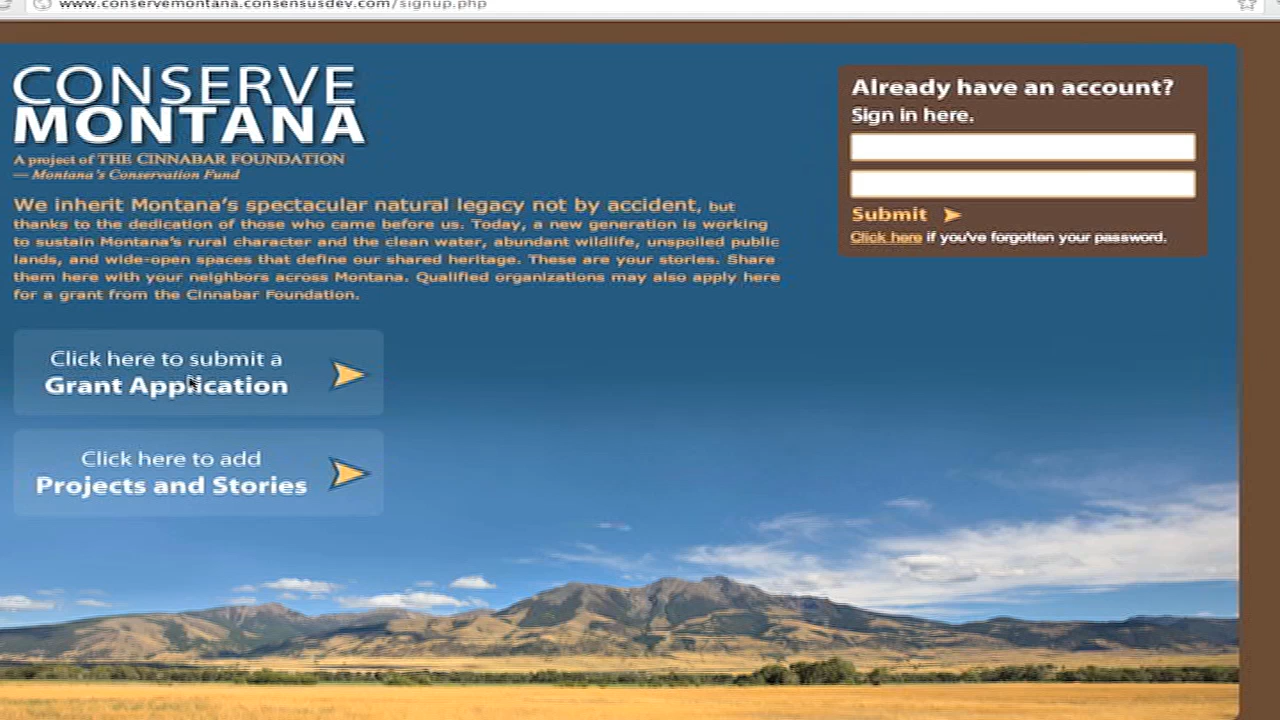 www.conservemontana.consensusdev.com/signup.php
CONSERVE
MONTANA
A project of THE CINNABAR FOUNDATION
— Montana's Conservation Fund
We inherit Montana's spectacular natural legacy not by accident, but
thanks to the dedication of those who came before us. Today, a new generation is working
to sustain Montana's rural character and the clean water, abundant wildlife, unspoiled public
lands, and wide-open spaces that define our shared heritage. These are your stories. Share
them here with your neighbors across Montana. Qualified organizations may also apply here
for a grant from the Cinnabar Foundation.
Click here to submit a
Grant Application
Click here to add
Projects and Stories
Already have an account?
Sign in here.
Submit
Click here if you've forgotten your password.